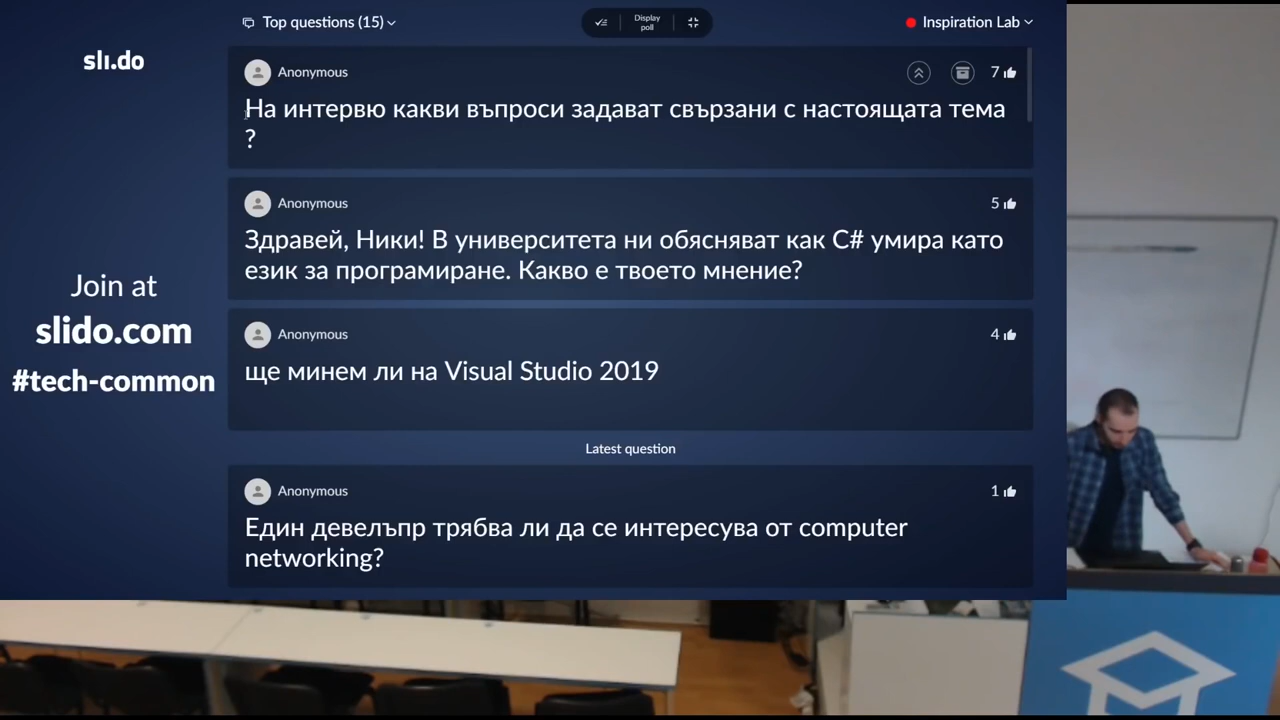 Top questions (15)
Display
poll
Inspiration Lab
sli.do
Anonymous
7
На интервю какви въпроси задават свързани с настоящата тема
?
Anonymous
5
Здравей, Ники! В университета ни обясняват как C# умира като
език за програмиране. Какво е твоето мнение?
Join at
slido.com
#tech-common
Anonymous
4
ще минем ли на Visual Studio 2019
Latest question
Anonymous
1
Един девелъпр трябва ли да се интересува от computer
networking?